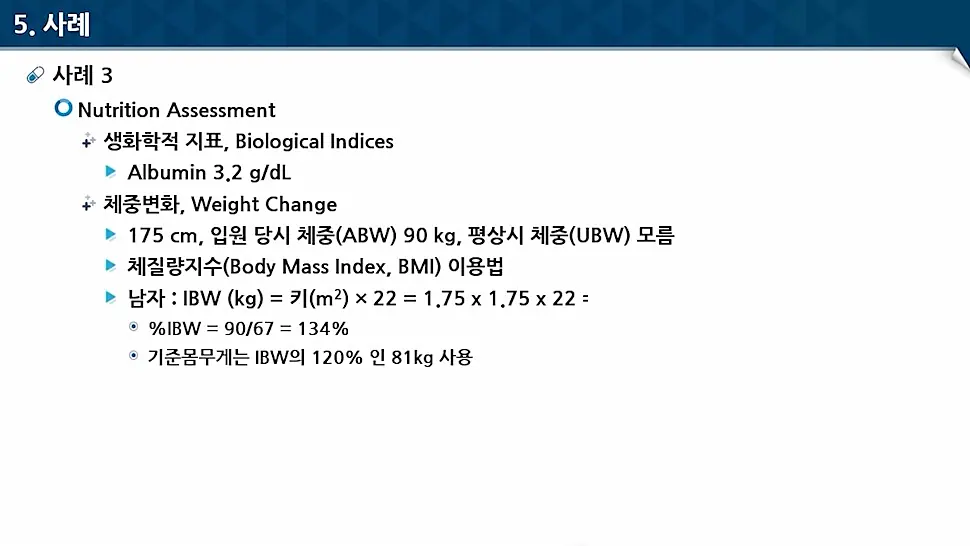 5. 사례
사례 3
Nutrition Assessment
생화학적 지표, Biological Indices
Albumin 3.2 g/dL
체중변화, Weight Change
175 cm, 입원 당시 체중(ABW) 90 kg, 평상시 체중(UBW) 모름
체질량지수(Body Mass Index, BMI) 이용법
남자 : IBW (kg) = 키(m²) × 22 = 1.75 x 1.75 x 22 =
%IBW = 90/67 = 134%
기준몸무게는 IBW의 120% 인 81kg 사용